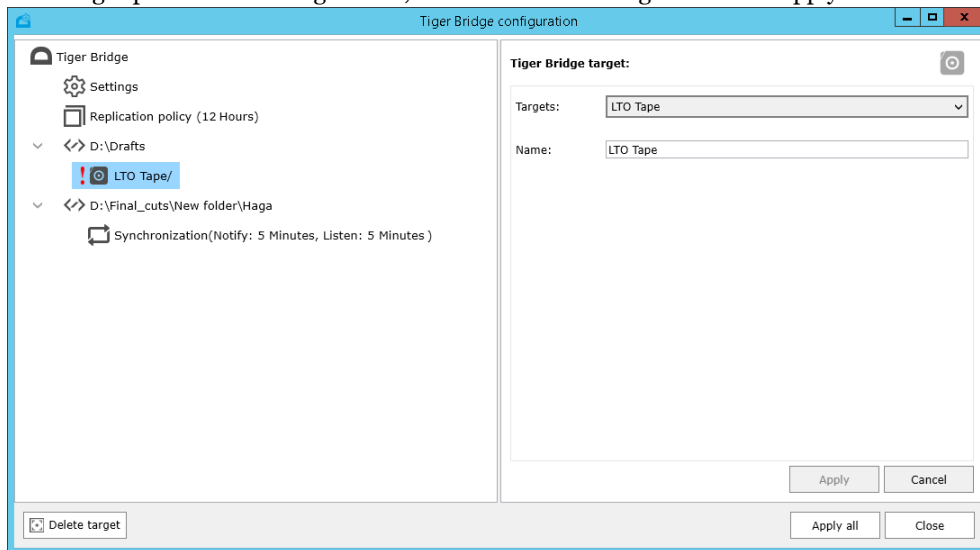 Tiger Bridge configuration
Tiger Bridge
Settings
Replication policy (12 Hours)
D:\Drafts
! LTO Tape/
D:\Final_cuts\New folder\Haga
Synchronization(Notify: 5 Minutes, Listen: 5 Minutes )
Tiger Bridge target:
Targets: LTO Tape
Name: LTO Tape
Apply Cancel
Delete target
Apply all Close